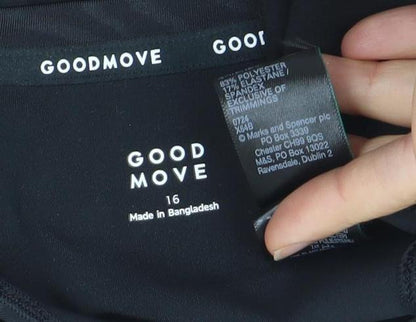 GOODMOVE
GOOD
83% POLYESTER
17% ELASTANE /
SPANDEX
EXCLUSIVE OF
TRIMMINGS
0724
X64B
© Marks and Spencer plc
PO Box 3339
Chester CH99 9QS
M&S, PO Box 13022
Ravensdale, Dublin 2
GOOD
MOVE
16
Made in Bangladesh